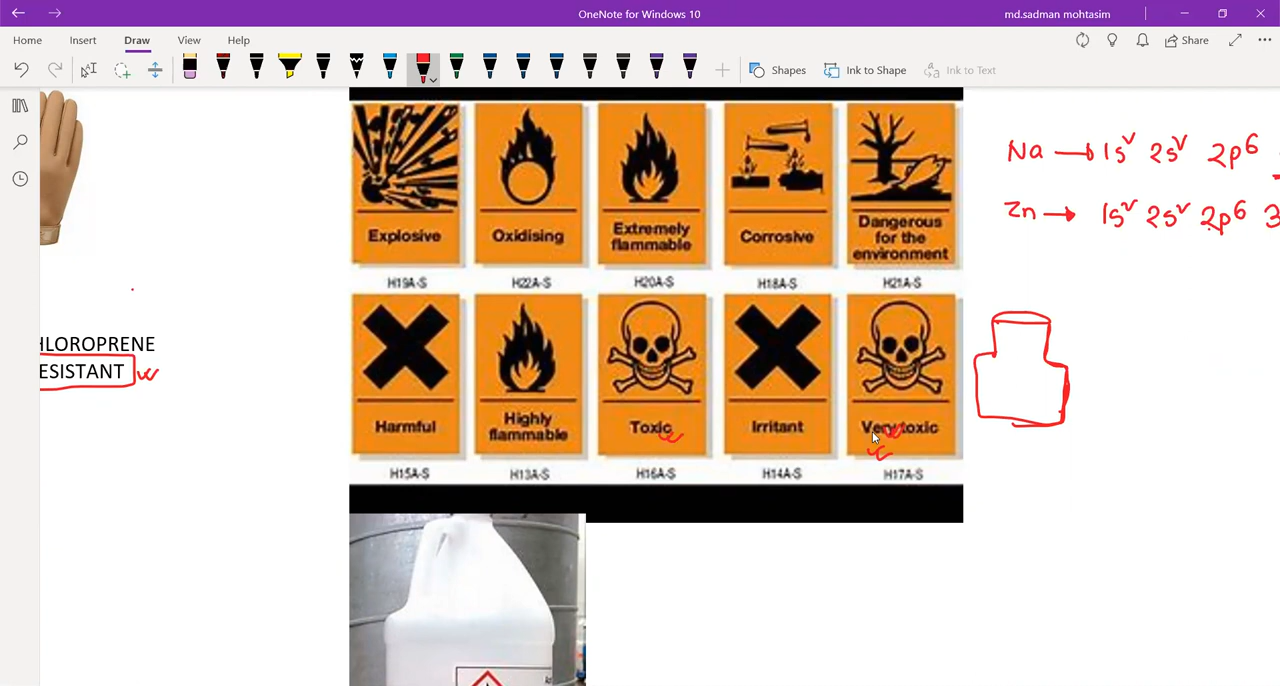 OneNote for Windows 10
md.sadman mohtasim
Home Insert Draw View Help
Share
Shapes
Ink to Shape
Ink to Text
Explosive
Oxidising
Extremely
flammable
Corrosive
Dangerous
for the
environment
H19A-S
H22A-S
H20A-S
H18A-S
H21A-S
Harmful
Highly
flammable
Toxic
Irritant
Very toxic
H15A-S
H13A-S
H16A-S
H14A-S
H17A-S
HLOROPRENE
ESISTANT
Na → 1s² 2s² 2p⁶
Zn → 1s² 2s² 2p⁶ 3